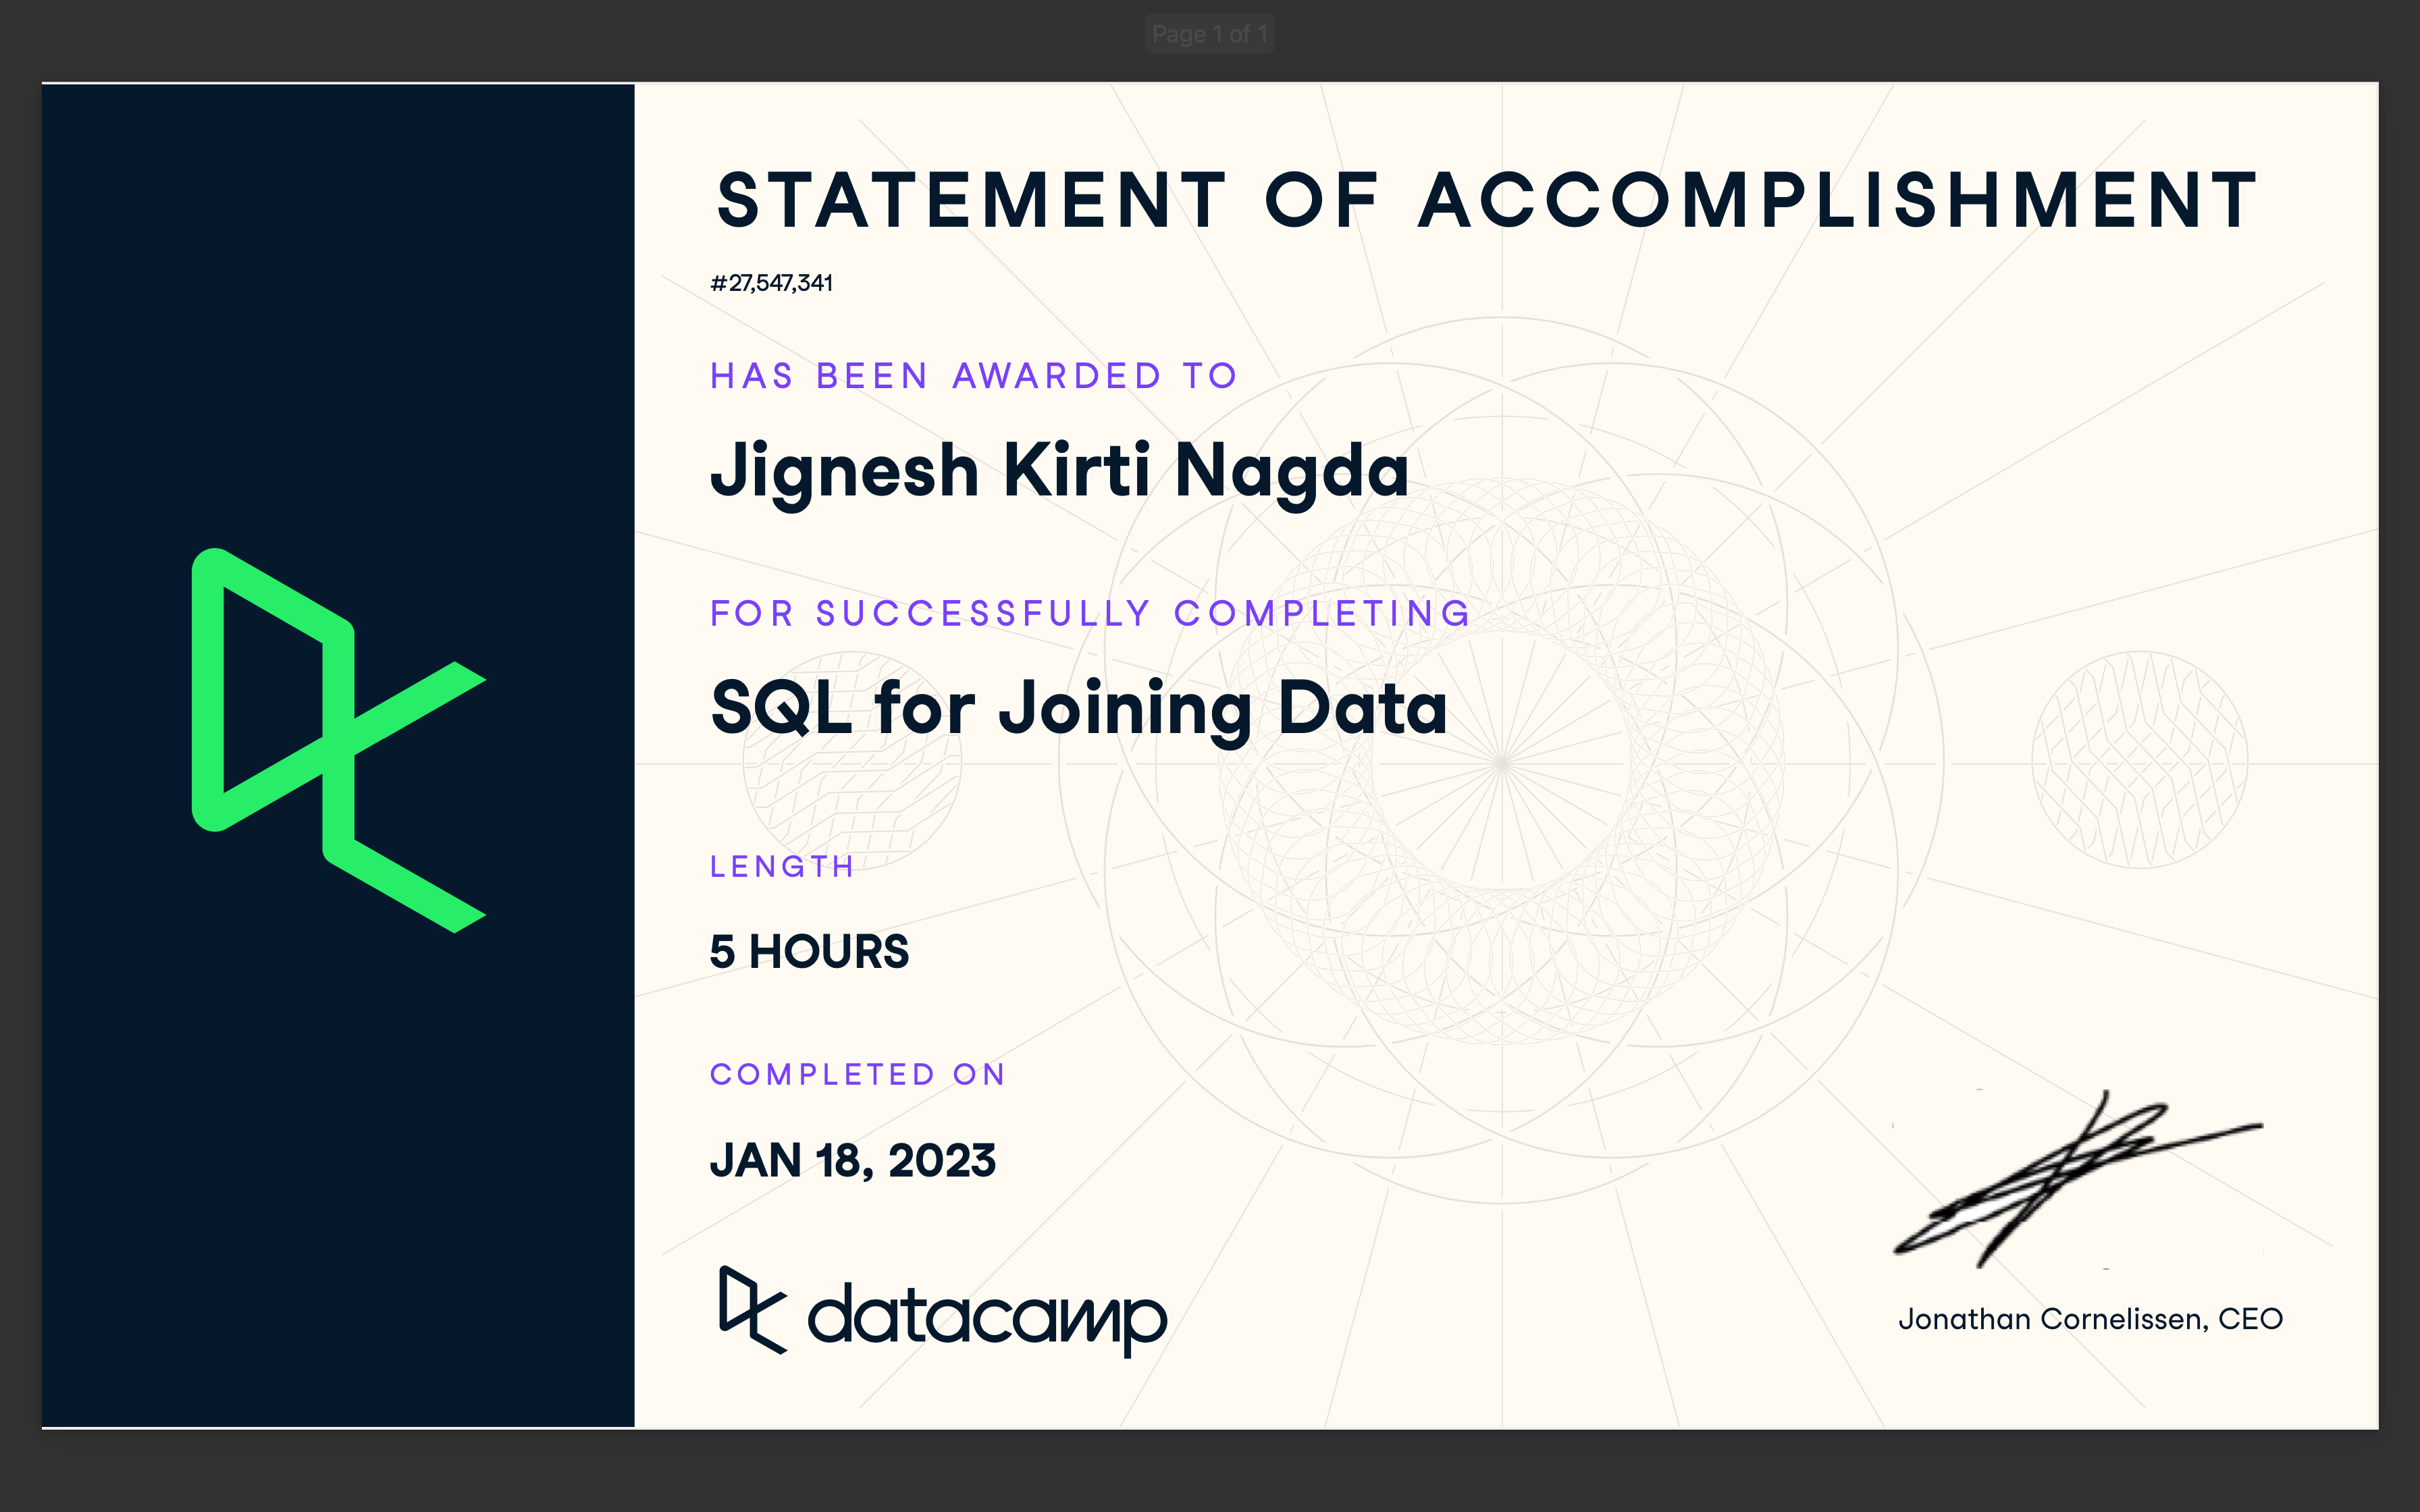 Page 1 of 1
STATEMENT OF ACCOMPLISHMENT
#27,547,341
HAS BEEN AWARDED TO
Jignesh Kirti Nagda
FOR SUCCESSFULLY COMPLETING
SQL for Joining Data
LENGTH
5 HOURS
COMPLETED ON
JAN 18, 2023
datacamp
Jonathan Cornelissen, CEO